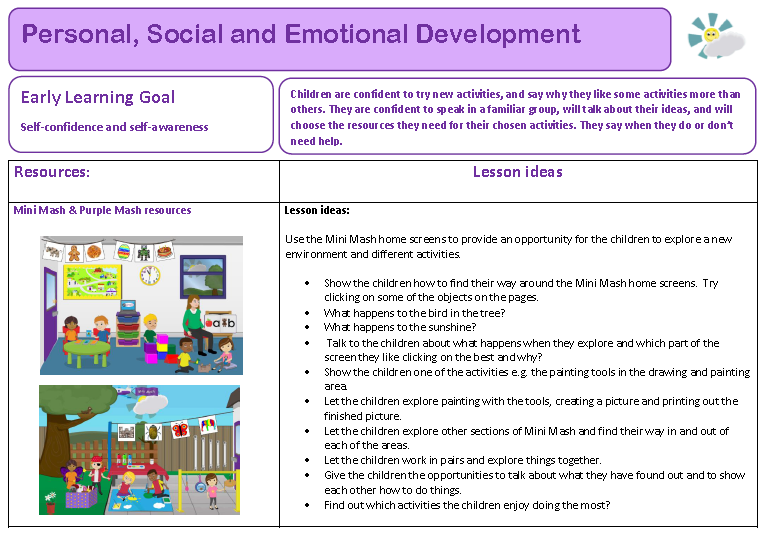 Personal, Social and Emotional Development
Early Learning Goal
Self-confidence and self-awareness
Children are confident to try new activities, and say why they like some activities more than
others. They are confident to speak in a familiar group, will talk about their ideas, and will
choose the resources they need for their chosen activities. They say when they do or don't
need help.
Resources:
Lesson ideas
Mini Mash & Purple Mash resources
a b
Lesson ideas:
Use the Mini Mash home screens to provide an opportunity for the children to explore a new
environment and different activities.
• Show the children how to find their way around the Mini Mash home screens. Try
clicking on some of the objects on the pages.
• What happens to the bird in the tree?
• What happens to the sunshine?
• Talk to the children about what happens when they explore and which part of the
screen they like clicking on the best and why?
• Show the children one of the activities e.g. the painting tools in the drawing and painting
area.
• Let the children explore painting with the tools, creating a picture and printing out the
finished picture.
• Let the children explore other sections of Mini Mash and find their way in and out of
each of the areas.
• Let the children work in pairs and explore things together.
• Give the children the opportunities to talk about what they have found out and to show
each other how to do things.
• Find out which activities the children enjoy doing the most?